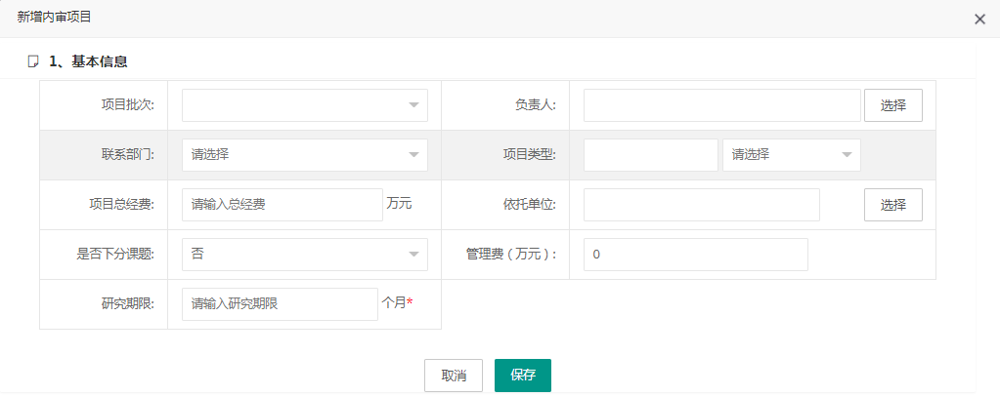 新增内审项目
1、基本信息
项目批次:
负责人: 选择
联系部门: 请选择
项目类型: 请选择
项目总经费: 请输入总经费 万元
依托单位: 选择
是否下分课题: 否
管理费（万元）: 0
研究期限: 请输入研究期限 个月*
取消 保存